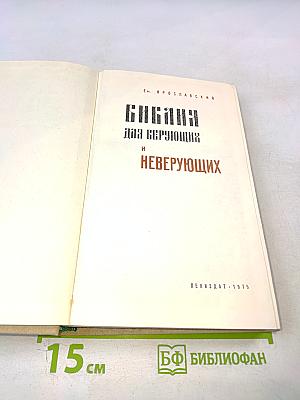 Ем. ЯРОСЛАВСКИЙ
БИБЛИЯ
ДЛЯ ВЕРУЮЩИХ
И
НЕВЕРУЮЩИХ
ЛЕНИЗДАТ·1975
15 см
БФ БИБЛИОФАН